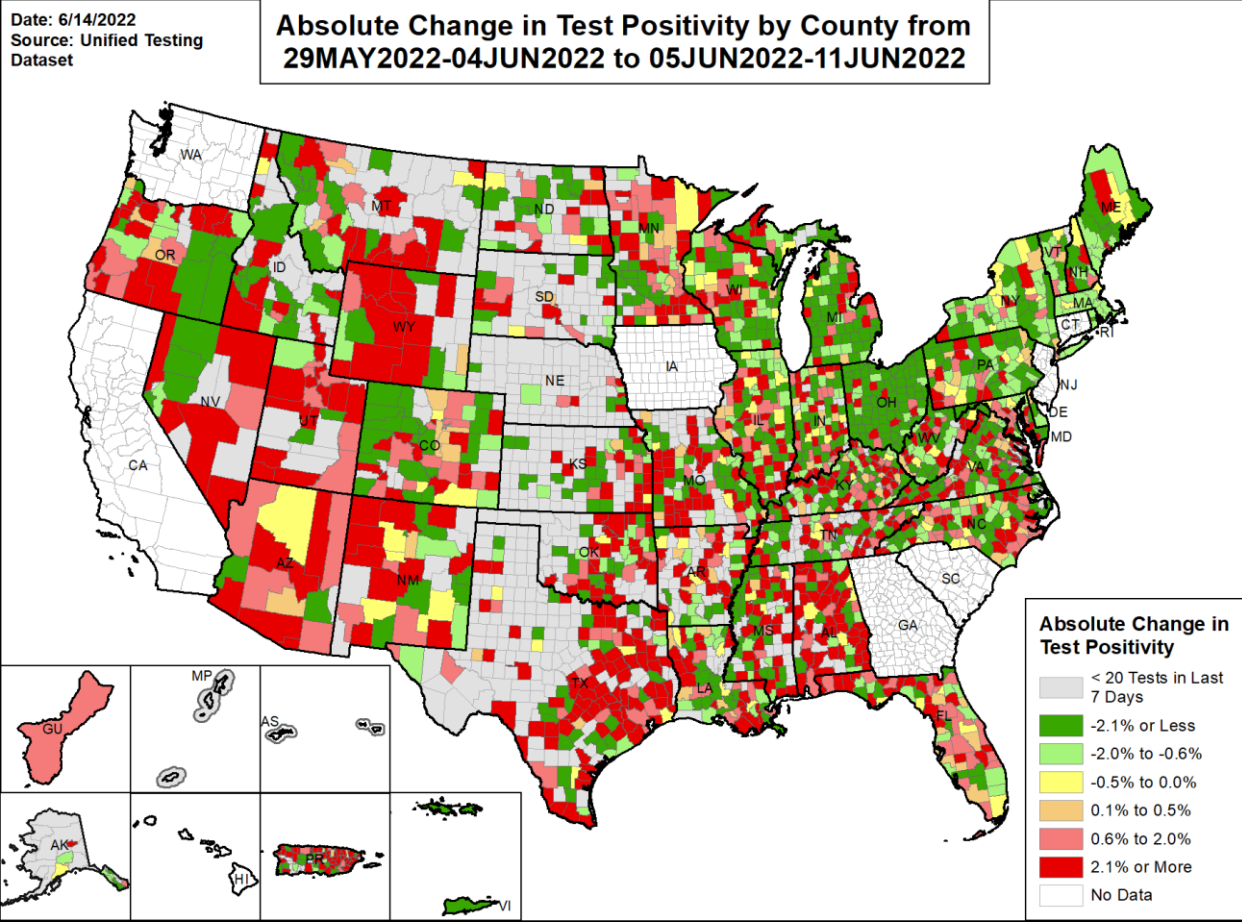 Date: 6/14/2022
Source: Unified Testing
Dataset
Absolute Change in Test Positivity by County from
29MAY2022-04JUN2022 to 05JUN2022-11JUN2022
WA
MT
ND
MN
ME
OR
ID
SD
WI
VT
NH
NY
MA
CT
RI
WY
MI
IA
NE
PA
NJ
NV
UT
CO
IL
IN
OH
DE
MD
WV
VA
CA
KS
MO
KY
NC
TN
AZ
NM
OK
AR
SC
MS
AL
GA
TX
LA
FL
GU
MP
AS
AK
HI
PR
VI
Absolute Change in
Test Positivity
< 20 Tests in Last
7 Days
-2.1% or Less
-2.0% to -0.6%
-0.5% to 0.0%
0.1% to 0.5%
0.6% to 2.0%
2.1% or More
No Data